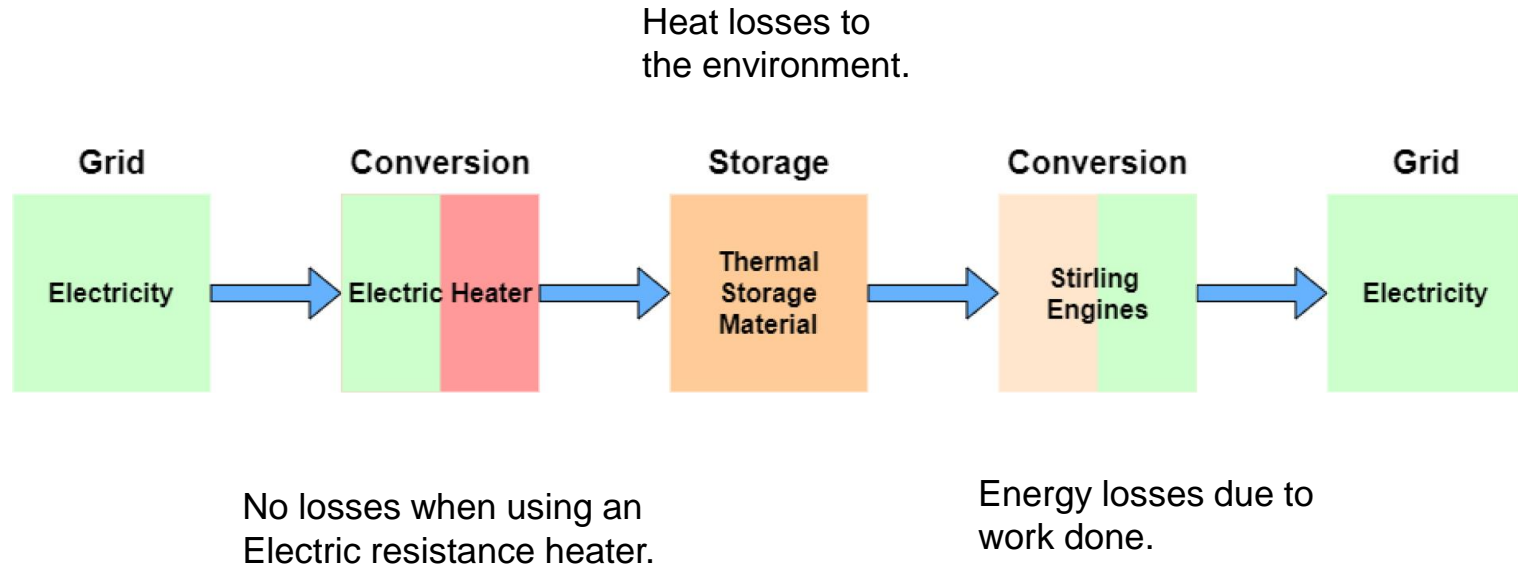 Heat losses to
the environment.
Grid
Conversion
Storage
Conversion
Grid
Electricity
Electric Heater
Thermal
Storage
Material
Stirling
Engines
Electricity
No losses when using an
Electric resistance heater.
Energy losses due to
work done.